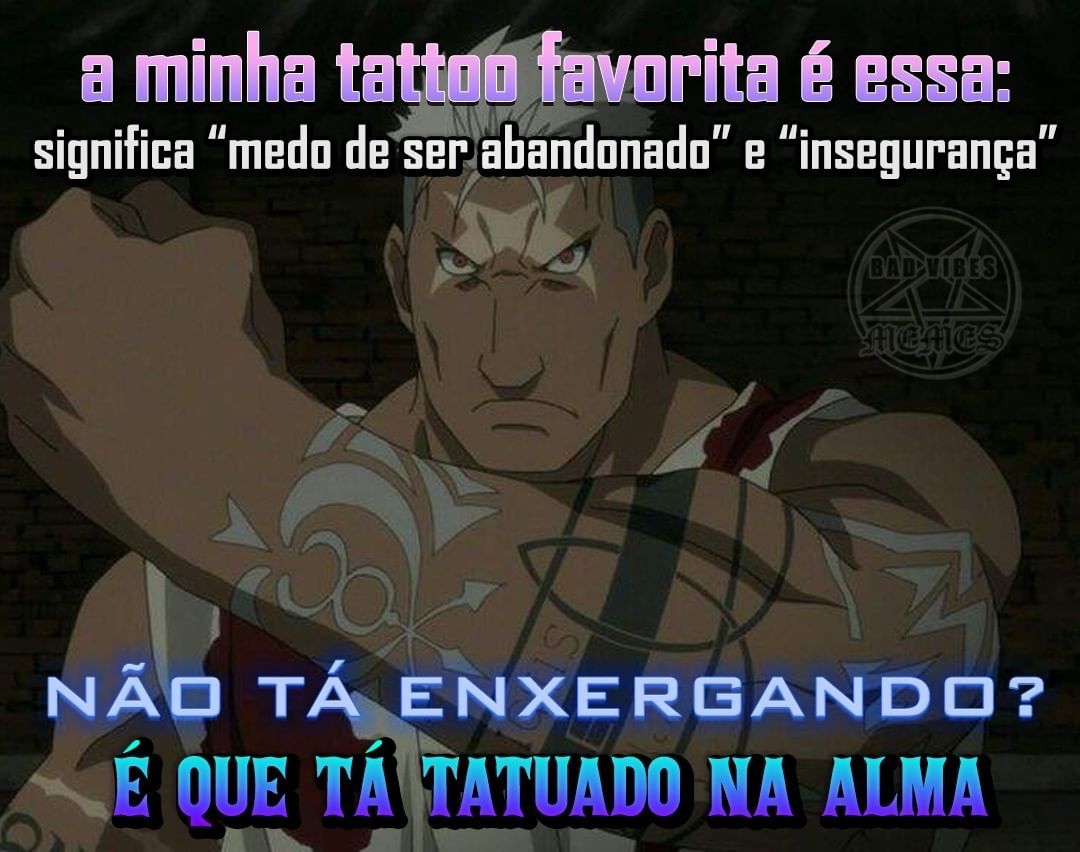 a minha tattoo favorita é essa:
significa “medo de ser abandonado” e “insegurança”
BAD VIBES
MEMES
NÃO TÁ ENXERGANDO?
É QUE TÁ TATUADO NA ALMA